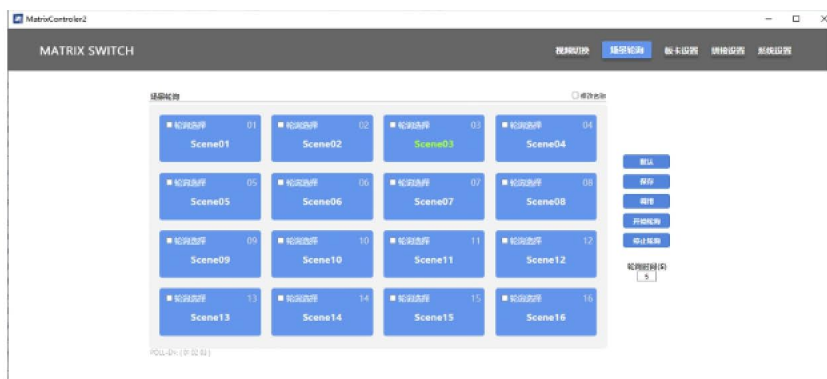 MatrixControler2
MATRIX SWITCH
视频切换 场景轮询 板卡设置 拼接设置 系统设置
场景轮询
轮询选择 01 轮询选择 02 轮询选择 03 轮询选择 04
Scene01 Scene02 Scene03 Scene04
轮询选择 05 轮询选择 06 轮询选择 07 轮询选择 08
Scene05 Scene06 Scene07 Scene08
轮询选择 09 轮询选择 10 轮询选择 11 轮询选择 12
Scene09 Scene10 Scene11 Scene12
轮询选择 13 轮询选择 14 轮询选择 15 轮询选择 16
Scene13 Scene14 Scene15 Scene16
默认
保存
调用
开始轮询
停止轮询
轮询时间(S)
5